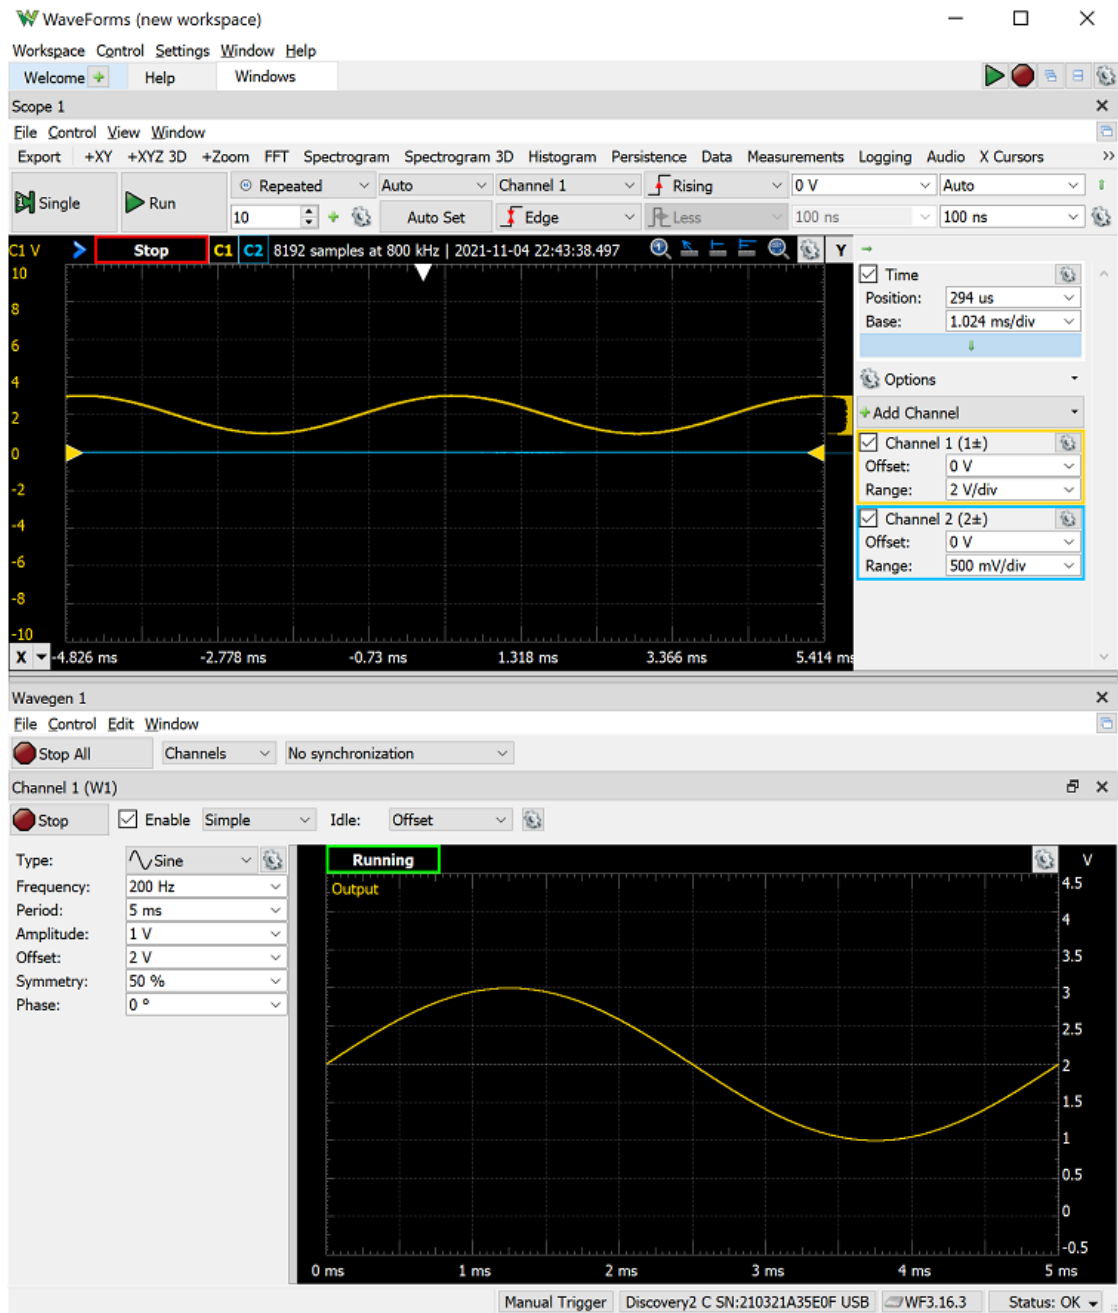 WaveForms (new workspace)
Workspace Control Settings Window Help
Welcome Help Windows
Scope 1
File Control View Window
Export +XY +XYZ 3D +Zoom FFT Spectrogram Spectrogram 3D Histogram Persistence Data Measurements Logging Audio X Cursors »
Single Run Repeated Auto Channel 1 Rising 0 V Auto
10 Auto Set Edge Less 100 ns 100 ns
C1 V Stop C1 C2 8192 samples at 800 kHz | 2021-11-04 22:43:38.497 Y
10
8
6
4
2
0
-2
-4
-6
-8
-10
X -4.826 ms -2.778 ms -0.73 ms 1.318 ms 3.366 ms 5.414 ms
Time
Position: 294 us
Base: 1.024 ms/div
Options
Add Channel
Channel 1 (1±)
Offset: 0 V
Range: 2 V/div
Channel 2 (2±)
Offset: 0 V
Range: 500 mV/div
Wavegen 1
File Control Edit Window
Stop All Channels No synchronization
Channel 1 (W1)
Stop Enable Simple Idle: Offset
Type: Sine
Frequency: 200 Hz
Period: 5 ms
Amplitude: 1 V
Offset: 2 V
Symmetry: 50 %
Phase: 0 °
Running V
Output
4.5
4
3.5
3
2.5
2
1.5
1
0.5
0
-0.5
0 ms 1 ms 2 ms 3 ms 4 ms 5 ms
Manual Trigger Discovery2 C SN:210321A35E0F USB WF3.16.3 Status: OK